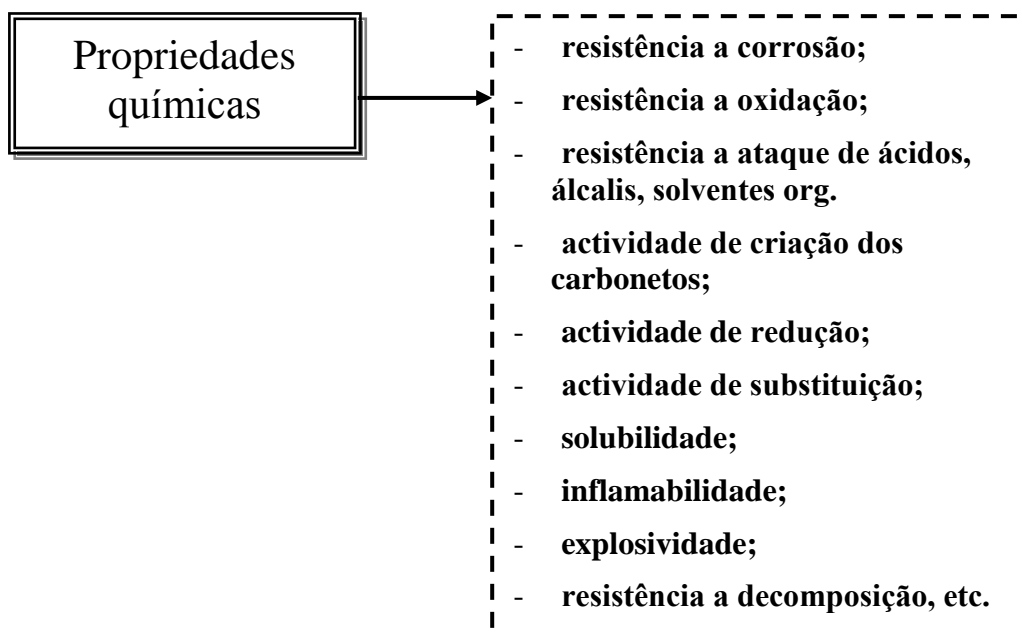 Propriedades
químicas
- resistência a corrosão;
- resistência a oxidação;
- resistência a ataque de ácidos,
álcalis, solventes org.
- actividade de criação dos
carbonetos;
- actividade de redução;
- actividade de substituição;
- solubilidade;
- inflamabilidade;
- explosividade;
- resistência a decomposição, etc.